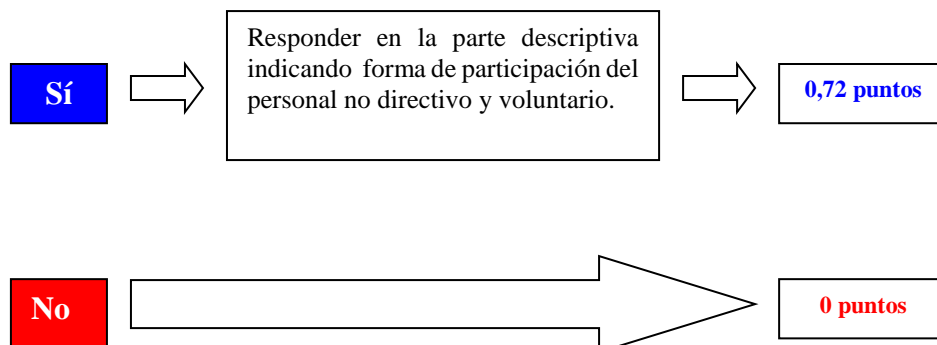 Sí
Responder en la parte descriptiva
indicando forma de participación del
personal no directivo y voluntario.
0,72 puntos
No
0 puntos